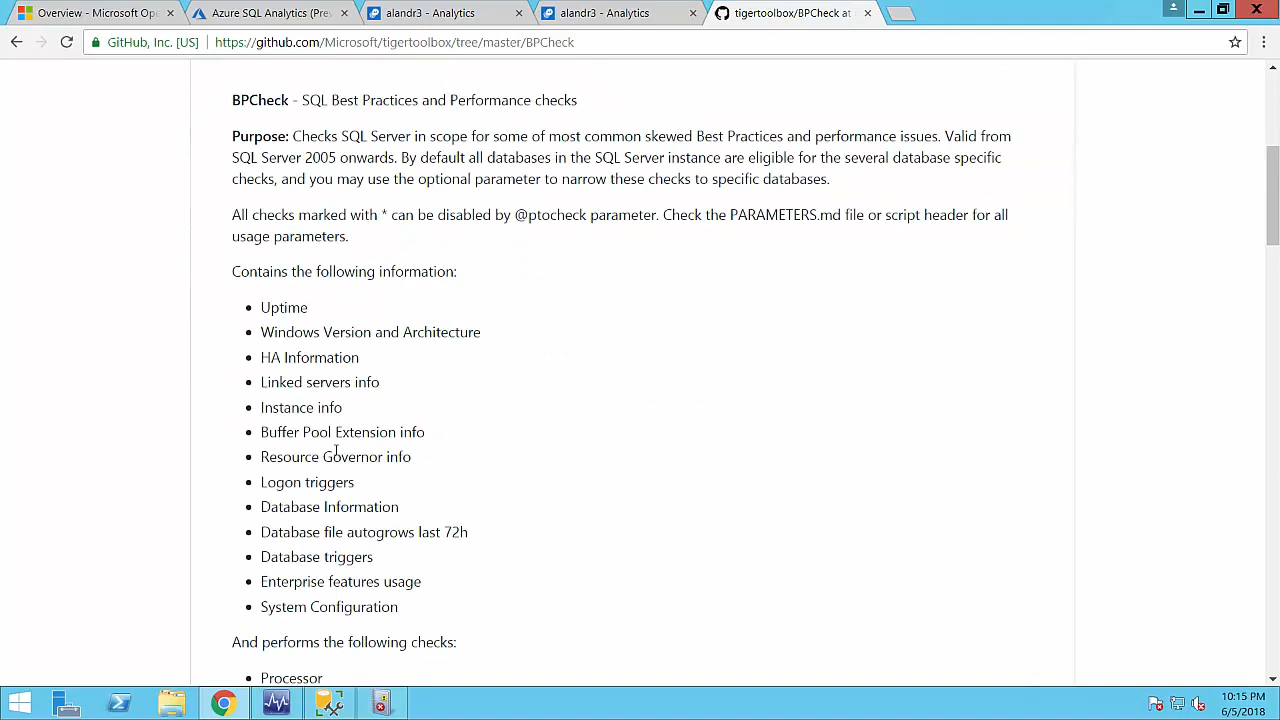 Overview - Microsoft Op
Azure SQL Analytics (Pre
alandr3 - Analytics
alandr3 - Analytics
tigertoolbox/BPCheck at
GitHub, Inc. [US]
https://github.com/Microsoft/tigertoolbox/tree/master/BPCheck
BPCheck - SQL Best Practices and Performance checks
Purpose: Checks SQL Server in scope for some of most common skewed Best Practices and performance issues. Valid from
SQL Server 2005 onwards. By default all databases in the SQL Server instance are eligible for the several database specific
checks, and you may use the optional parameter to narrow these checks to specific databases.
All checks marked with * can be disabled by @ptocheck parameter. Check the PARAMETERS.md file or script header for all
usage parameters.
Contains the following information:
• Uptime
• Windows Version and Architecture
• HA Information
• Linked servers info
• Instance info
• Buffer Pool Extension info
• Resource Governor info
• Logon triggers
• Database Information
• Database file autogrows last 72h
• Database triggers
• Enterprise features usage
• System Configuration
And performs the following checks:
• Processor
10:15 PM
6/5/2018